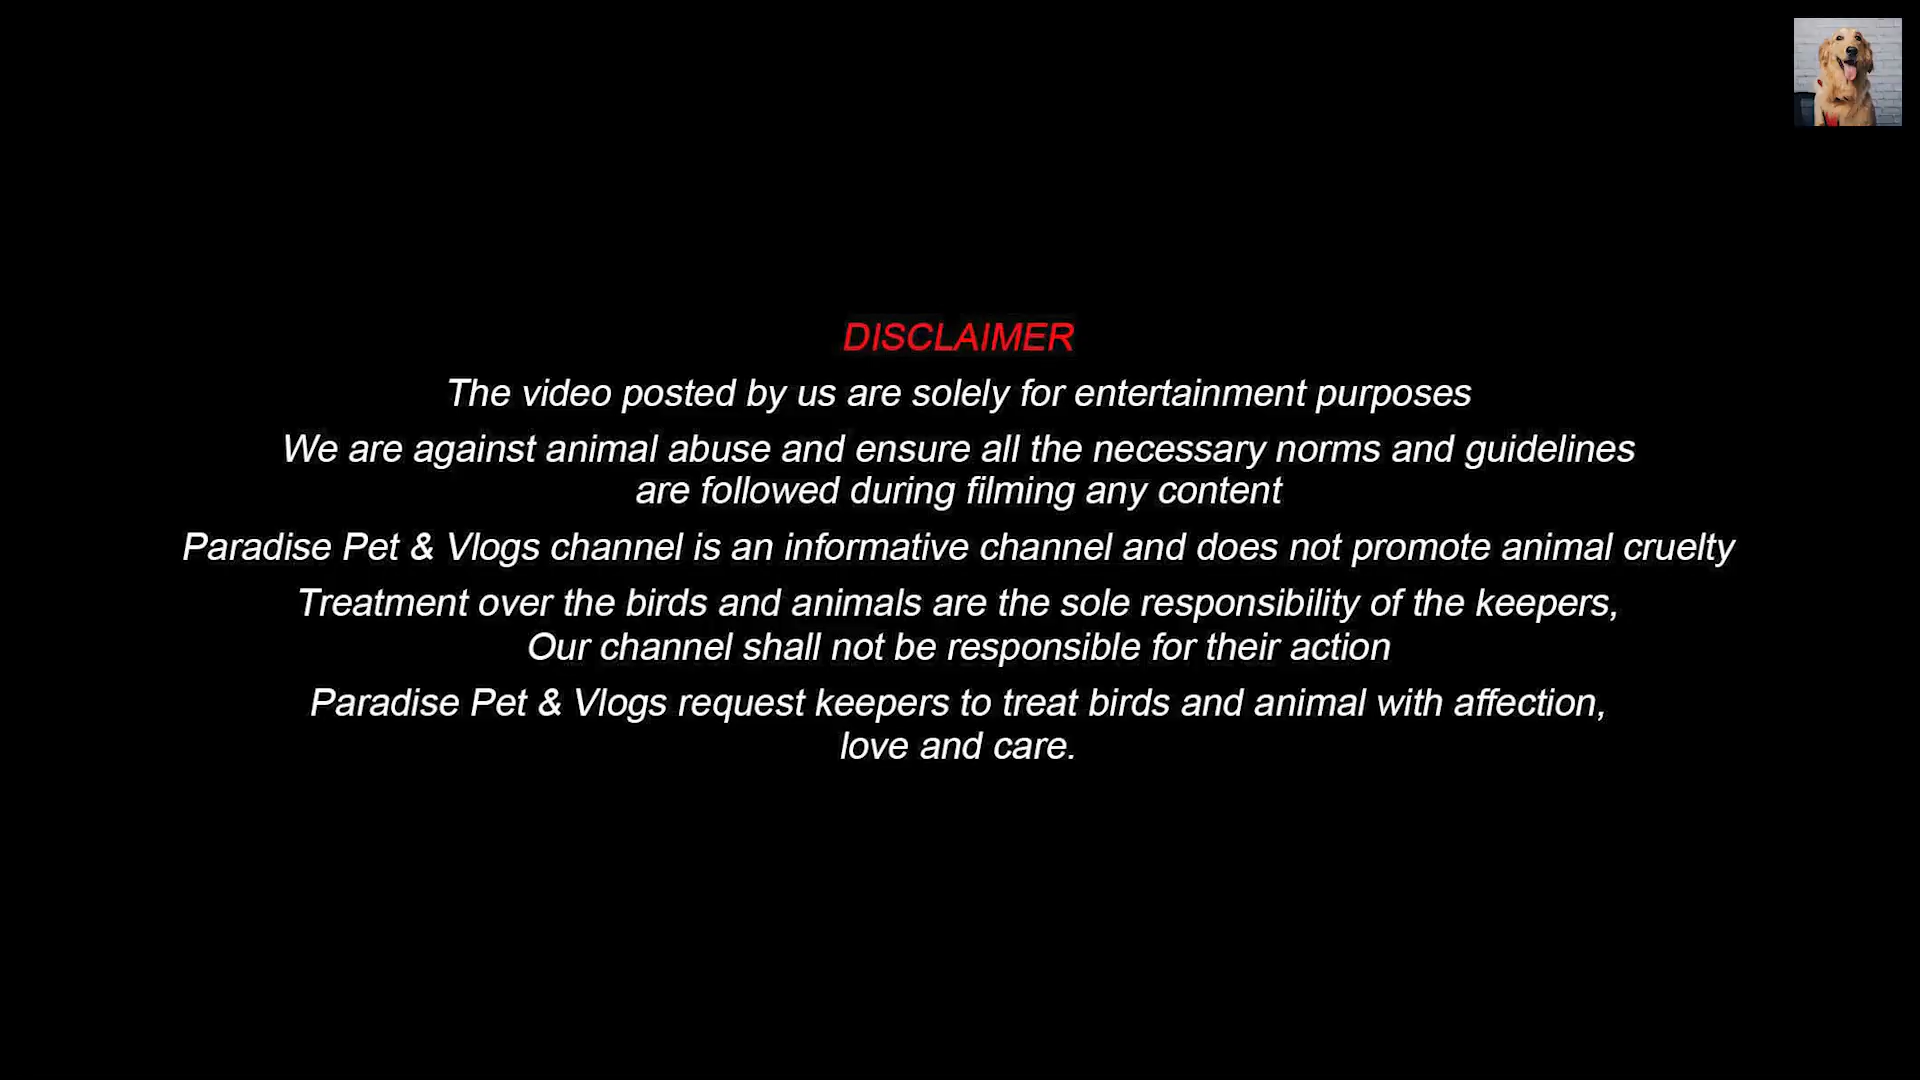 DISCLAIMER
The video posted by us are solely for entertainment purposes
We are against animal abuse and ensure all the necessary norms and guidelines
are followed during filming any content
Paradise Pet & Vlogs channel is an informative channel and does not promote animal cruelty
Treatment over the birds and animals are the sole responsibility of the keepers,
Our channel shall not be responsible for their action
Paradise Pet & Vlogs request keepers to treat birds and animal with affection,
love and care.